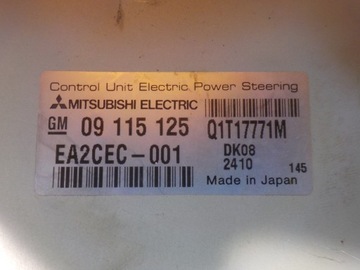 Control Unit Electric Power Steering
MITSUBISHI ELECTRIC
GM 09 115 125 Q1T17771M
EA2CEC-001 DK08
2410 145
Made in Japan